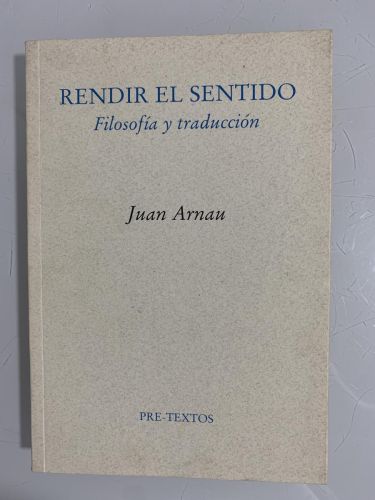 RENDIR EL SENTIDO
Filosofía y traducción
Juan Arnau
PRE-TEXTOS